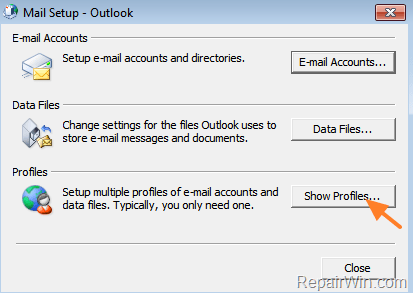 Mail Setup - Outlook
E-mail Accounts
Setup e-mail accounts and directories.
E-mail Accounts...
Data Files
Change settings for the files Outlook uses to
store e-mail messages and documents.
Data Files...
Profiles
Setup multiple profiles of e-mail accounts and
data files. Typically, you only need one.
Show Profiles...
Close
RepairWin.com